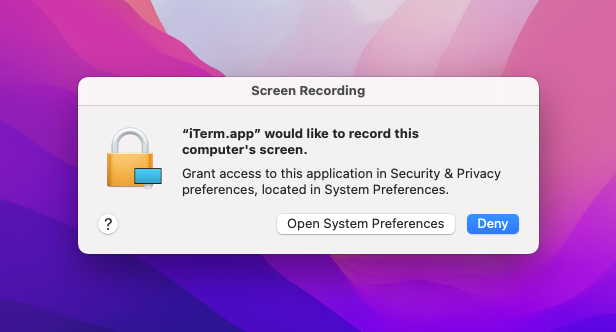 Screen Recording
“iTerm.app” would like to record this
computer's screen.
Grant access to this application in Security & Privacy
preferences, located in System Preferences.
?
Open System Preferences
Deny